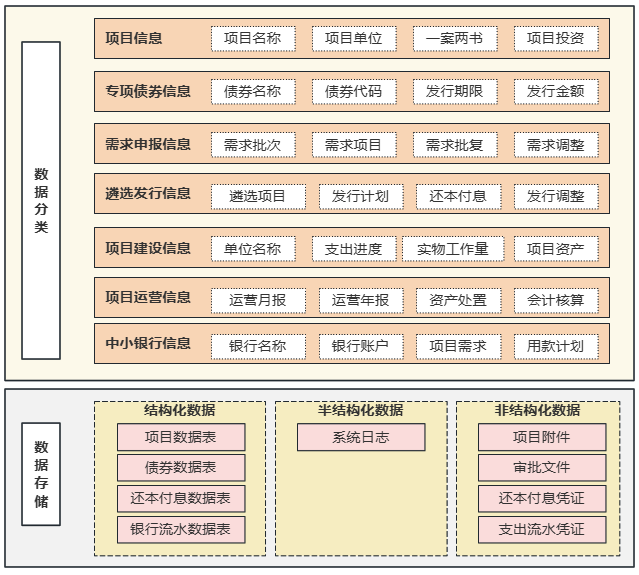 数据分类
项目信息 项目名称 项目单位 一案两书 项目投资
专项债券信息 债券名称 债券代码 发行期限 发行金额
需求申报信息 需求批次 需求项目 需求批复 需求调整
遴选发行信息 遴选项目 发行计划 还本付息 发行调整
项目建设信息 单位名称 支出进度 实物工作量 项目资产
项目运营信息 运营月报 运营年报 资产处置 会计核算
中小银行信息 银行名称 银行账户 项目需求 用款计划
数据存储
结构化数据 半结构化数据 非结构化数据
项目数据表 系统日志 项目附件
债券数据表 审批文件
还本付息数据表 还本付息凭证
银行流水数据表 支出流水凭证